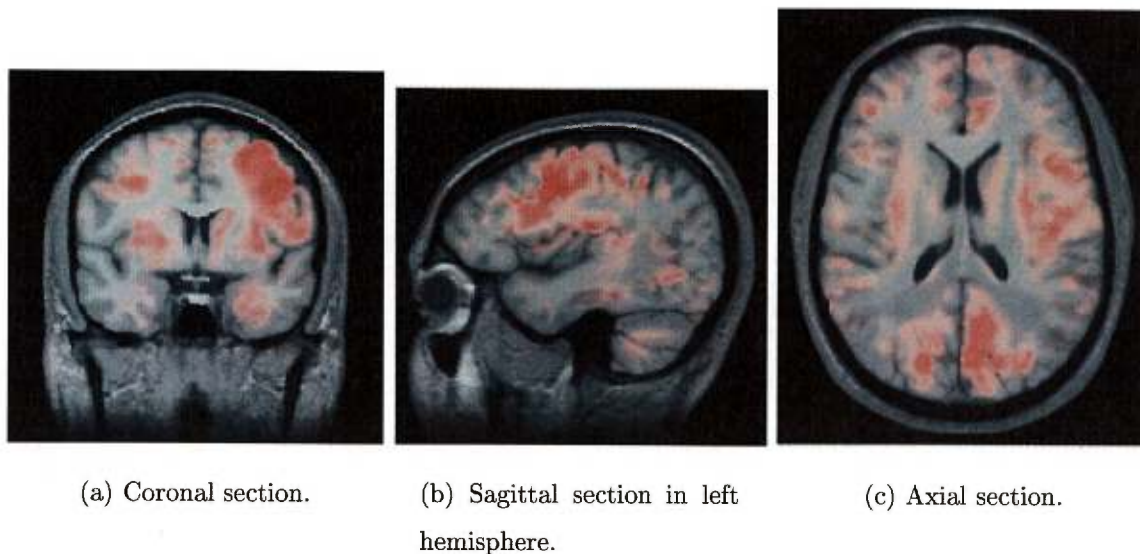 (a) Coronal section.
(b) Sagittal section in left
hemisphere.
(c) Axial section.